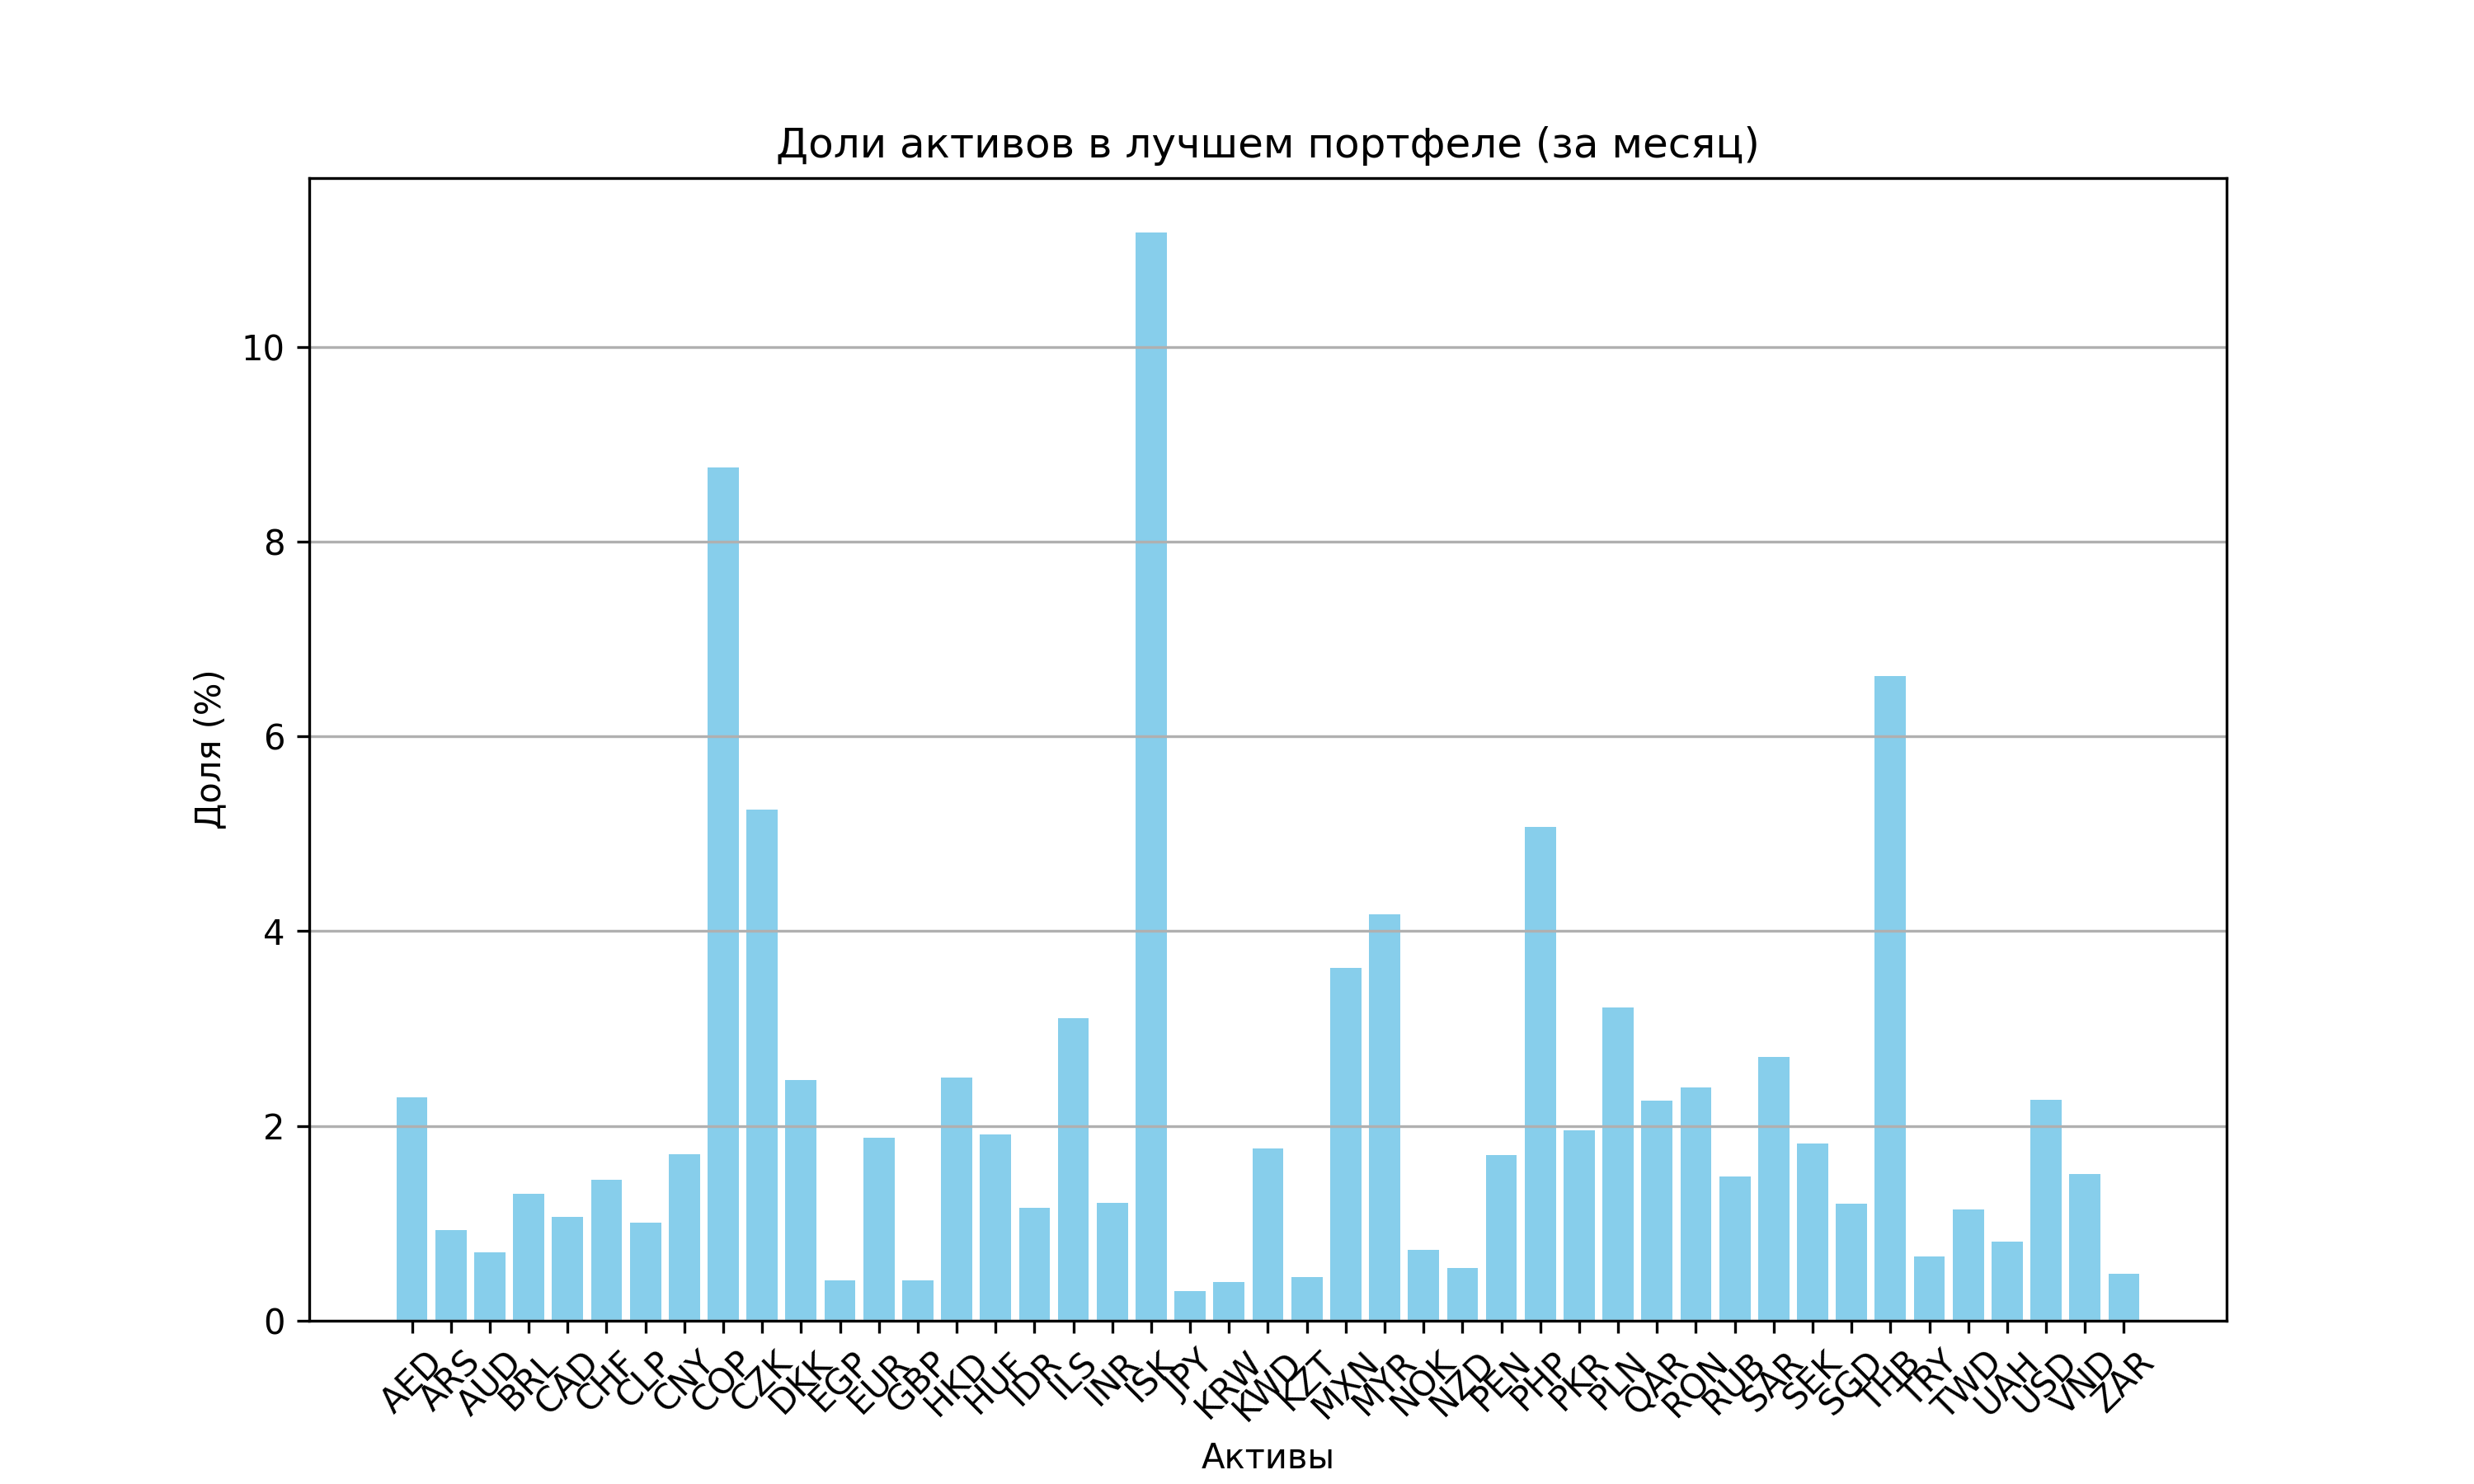 Доли активов в лучшем портфеле (за месяц)
Доля (%)
10
8
6
4
2
0
AED ARS AUD BRL CAD CHF CLP CNY COP CZK DKK EGP EUR GBP HKD HUF IDR ILS INR ISK JPY KRW KWD KZT MXN MYR NOK NZD PEN PHP PKR PLN QAR RON RUB SAR SEK SGD THB TRY TWD UAH USD VND ZAR
Активы